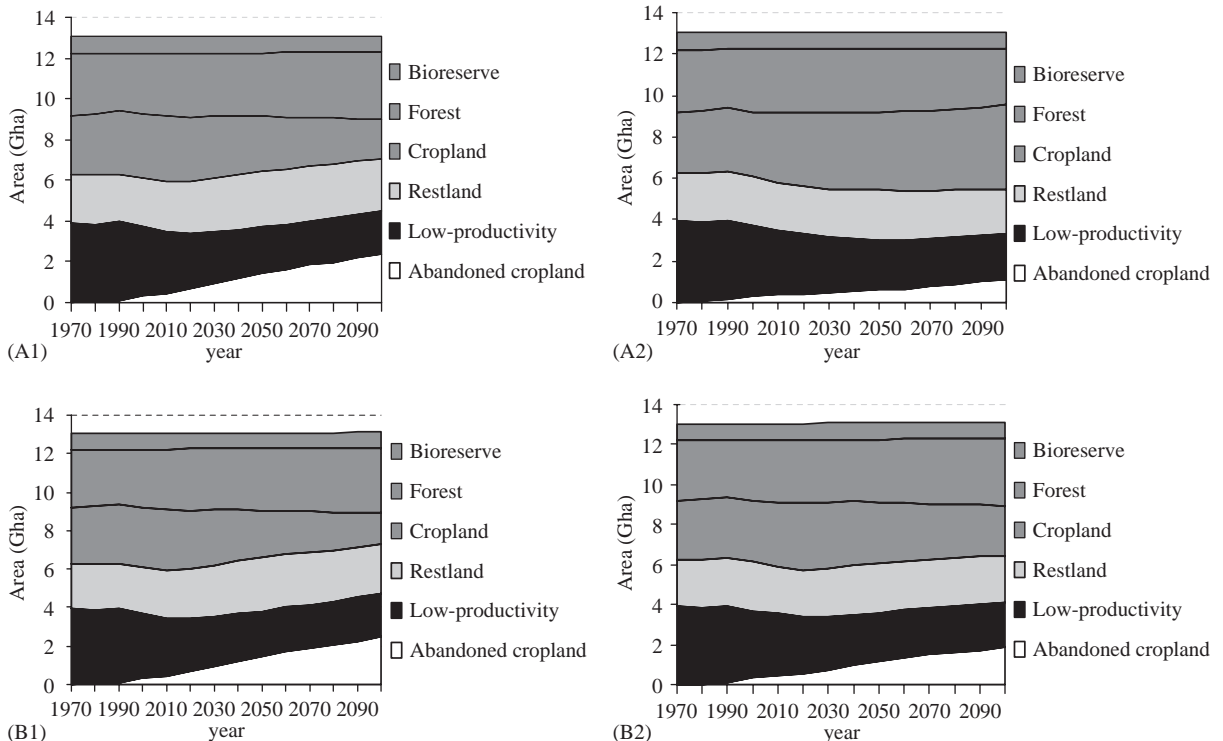 14
12
10
8
6
4
2
0
Area (Gha)
1970 1990 2010 2030 2050 2070 2090
year
(A1)
Bioreserve
Forest
Cropland
Restland
Low-productivity
Abandoned cropland
14
12
10
8
6
4
2
0
Area (Gha)
1970 1990 2010 2030 2050 2070 2090
year
(A2)
Bioreserve
Forest
Cropland
Restland
Low-productivity
Abandoned cropland
14
12
10
8
6
4
2
0
Area (Gha)
1970 1990 2010 2030 2050 2070 2090
year
(B1)
Bioreserve
Forest
Cropland
Restland
Low-productivity
Abandoned cropland
14
12
10
8
6
4
2
0
Area (Gha)
1970 1990 2010 2030 2050 2070 2090
year
(B2)
Bioreserve
Forest
Cropland
Restland
Low-productivity
Abandoned cropland